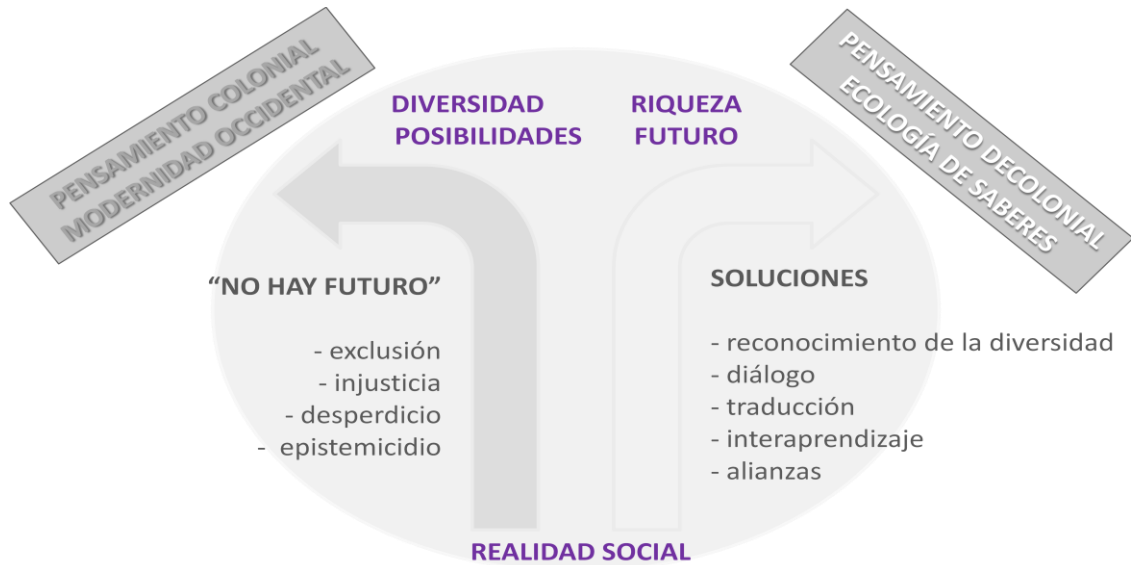 PENSAMIENTO COLONIAL
MODERNIDAD OCCIDENTAL
PENSAMIENTO DECOLONIAL
ECOLOGÍA DE SABERES
DIVERSIDAD RIQUEZA
POSIBILIDADES FUTURO
“NO HAY FUTURO”
- exclusión
- injusticia
- desperdicio
- epistemicidio
SOLUCIONES
- reconocimiento de la diversidad
- diálogo
- traducción
- interaprendizaje
- alianzas
REALIDAD SOCIAL